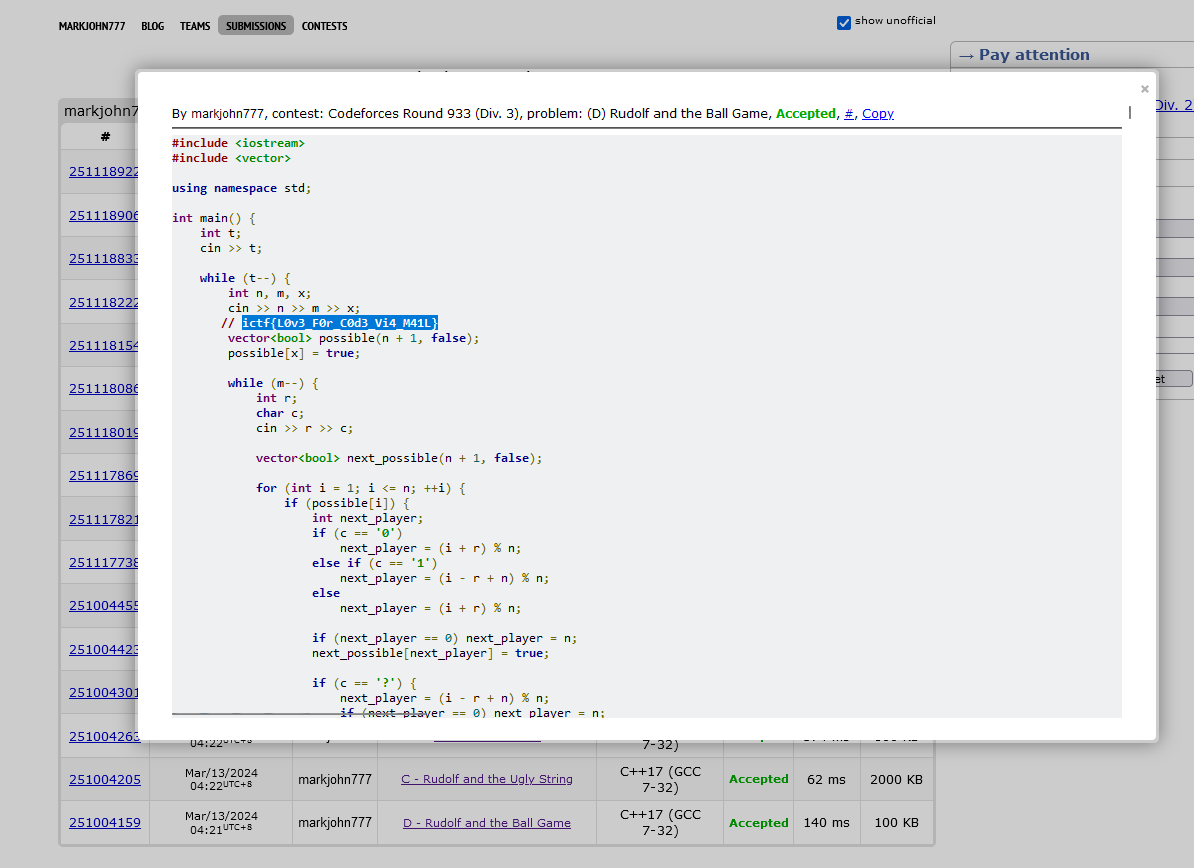 MARKJOHN777 BLOG TEAMS SUBMISSIONS CONTESTS
show unofficial
→ Pay attention
By markjohn777, contest: Codeforces Round 933 (Div. 3), problem: (D) Rudolf and the Ball Game, Accepted, #, Copy
#include <iostream>
#include <vector>
using namespace std;
int main() {
int t;
cin >> t;
while (t--) {
int n, m, x;
cin >> n >> m >> x;
// ictf{L0v3_F0r_C0d3_Vi4_M41L}
vector<bool> possible(n + 1, false);
possible[x] = true;
while (m--) {
int r;
char c;
cin >> r >> c;
vector<bool> next_possible(n + 1, false);
for (int i = 1; i <= n; ++i) {
if (possible[i]) {
int next_player;
if (c == '0')
next_player = (i + r) % n;
else if (c == '1')
next_player = (i - r + n) % n;
else
next_player = (i + r) % n;
if (next_player == 0) next_player = n;
next_possible[next_player] = true;
if (c == '?') {
next_player = (i - r + n) % n;
if (next_player == 0) next_player = n;
markjohn7
#
251118922
251118906
251118833
251118222
251118154
251118086
251118019
251117869
251117821
251117738
251004455
251004423
251004301
251004263 04:22UTC+8 7-32)
251004205 Mar/13/2024 04:22UTC+8 markjohn777 C - Rudolf and the Ugly String C++17 (GCC 7-32) Accepted 62 ms 2000 KB
251004159 Mar/13/2024 04:21UTC+8 markjohn777 D - Rudolf and the Ball Game C++17 (GCC 7-32) Accepted 140 ms 100 KB
Div. 2